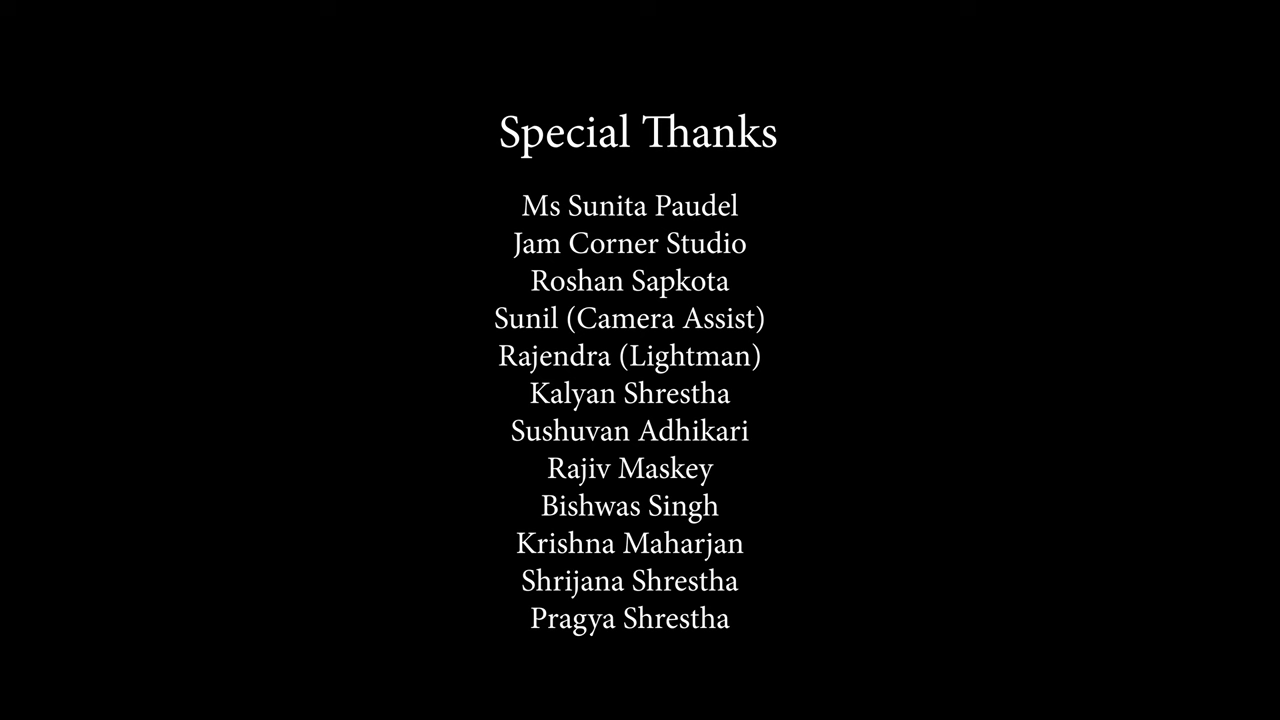 Special Thanks
Ms Sunita Paudel
Jam Corner Studio
Roshan Sapkota
Sunil (Camera Assist)
Rajendra (Lightman)
Kalyan Shrestha
Sushuvan Adhikari
Rajiv Maskey
Bishwas Singh
Krishna Maharjan
Shrijana Shrestha
Pragya Shrestha